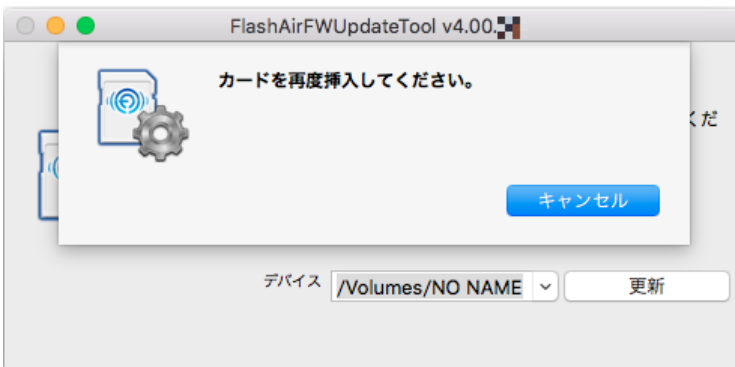 FlashAirFWUpdateTool v4.00.
カードを再度挿入してください。
くだ
キャンセル
デバイス
/Volumes/NO NAME
更新